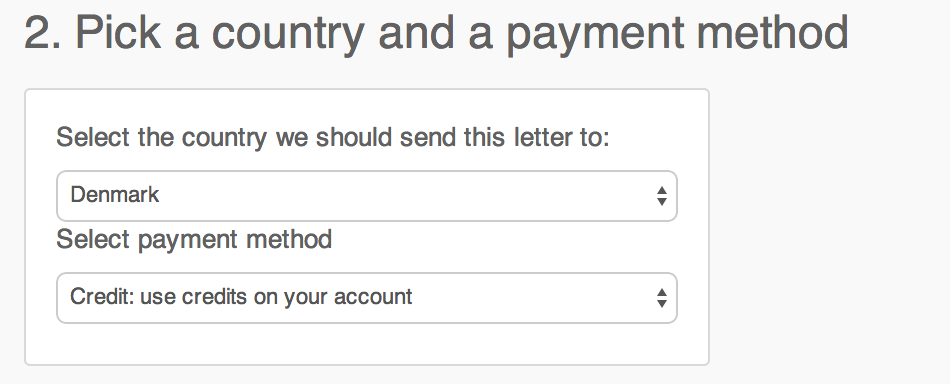 2. Pick a country and a payment method
Select the country we should send this letter to:
Denmark
Select payment method
Credit: use credits on your account